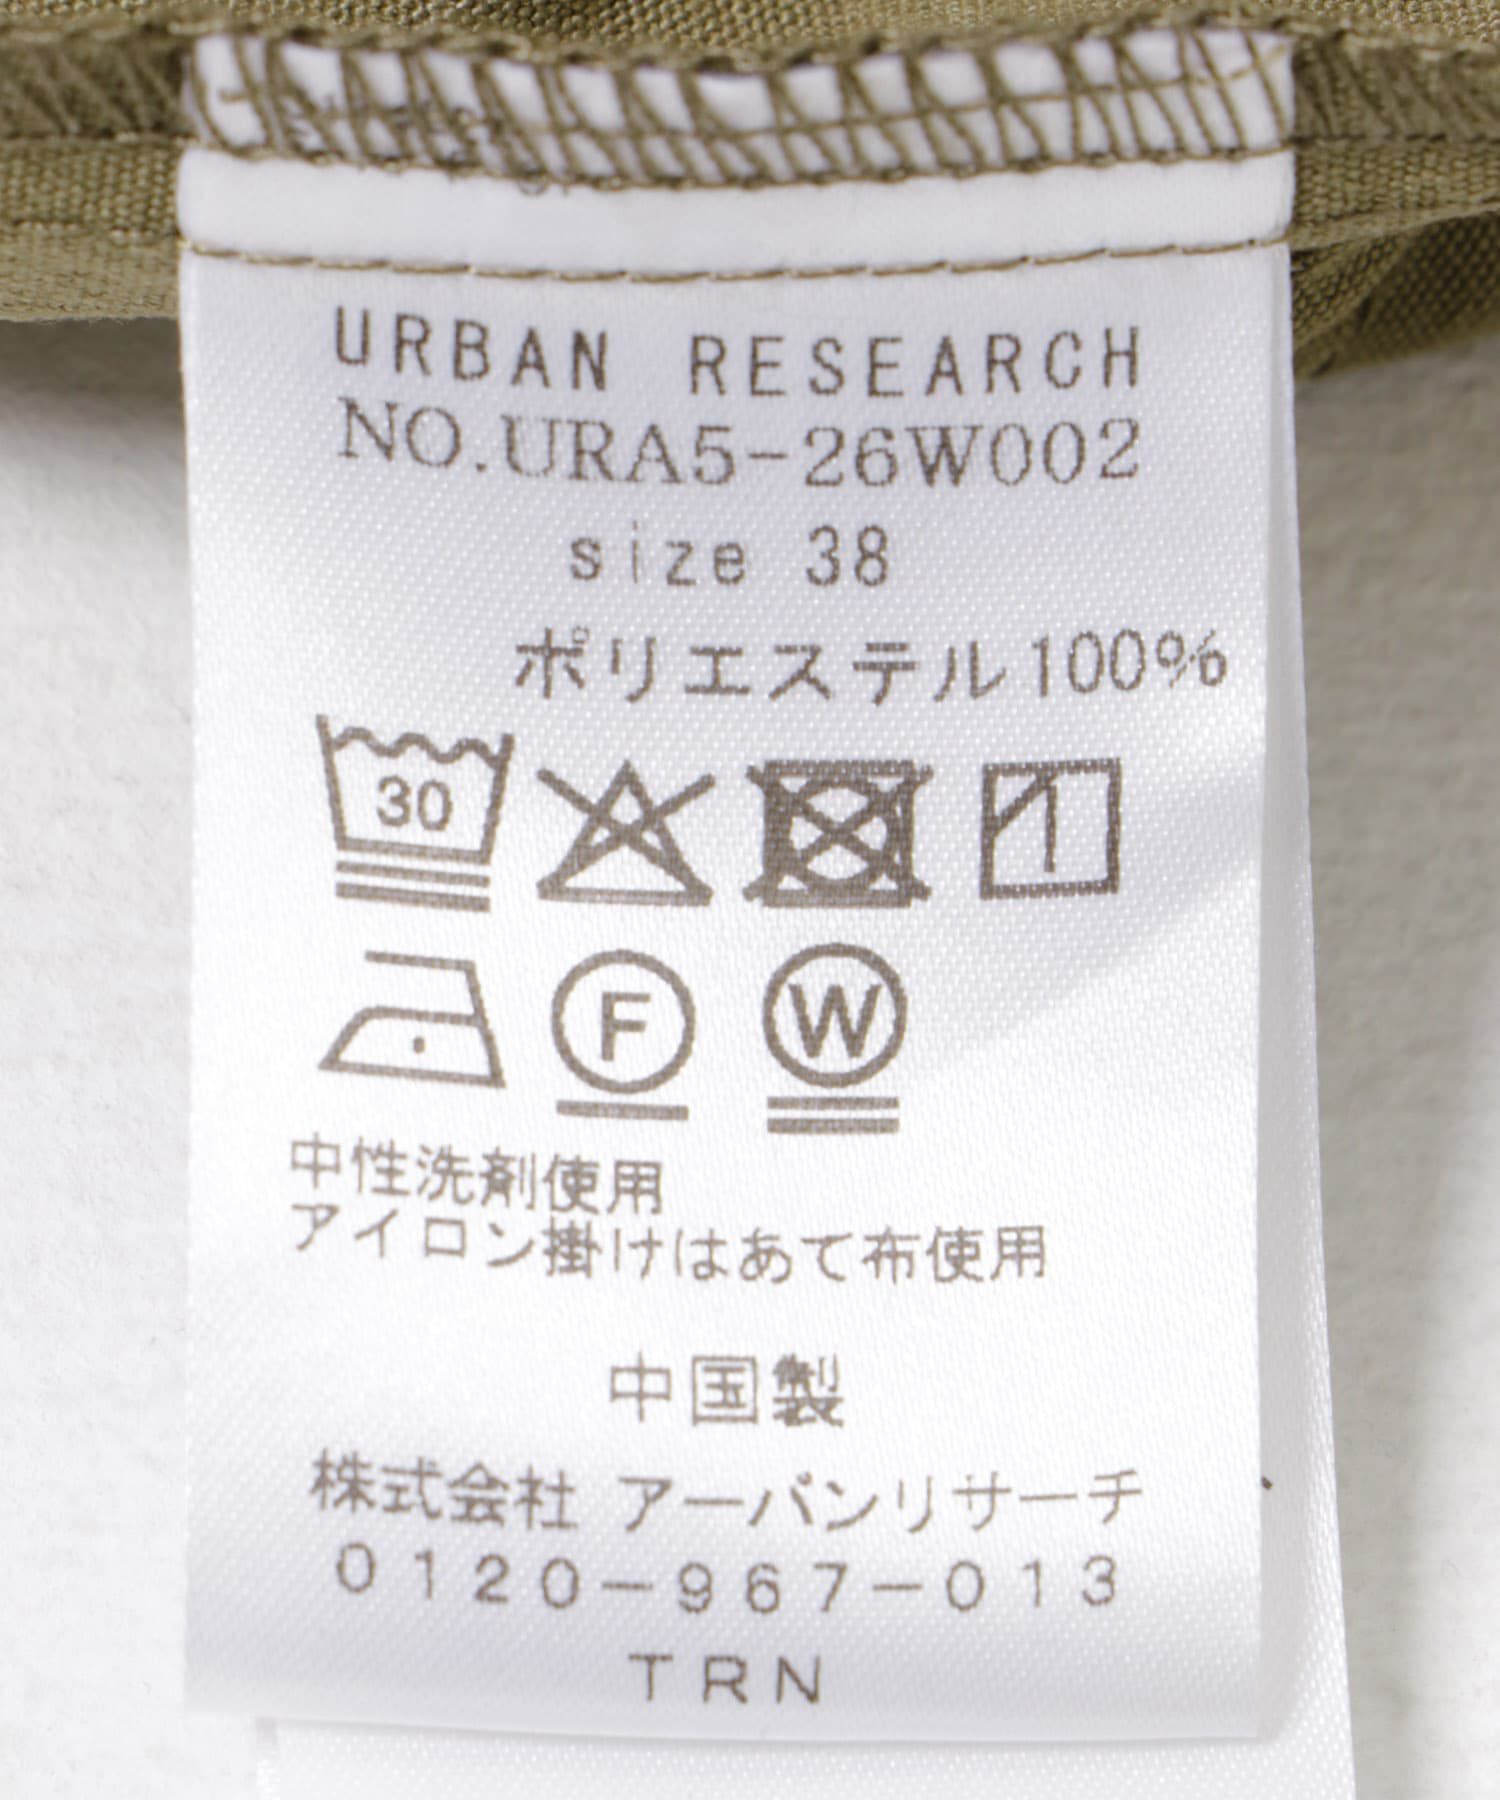 URBAN RESEARCH
NO.URA5-26W002
size 38
ポリエステル100%
30
F
W
中性洗剤使用
アイロン掛けはあて布使用
中国製
株式会社 アーバンリサーチ
0120-967-013
TRN